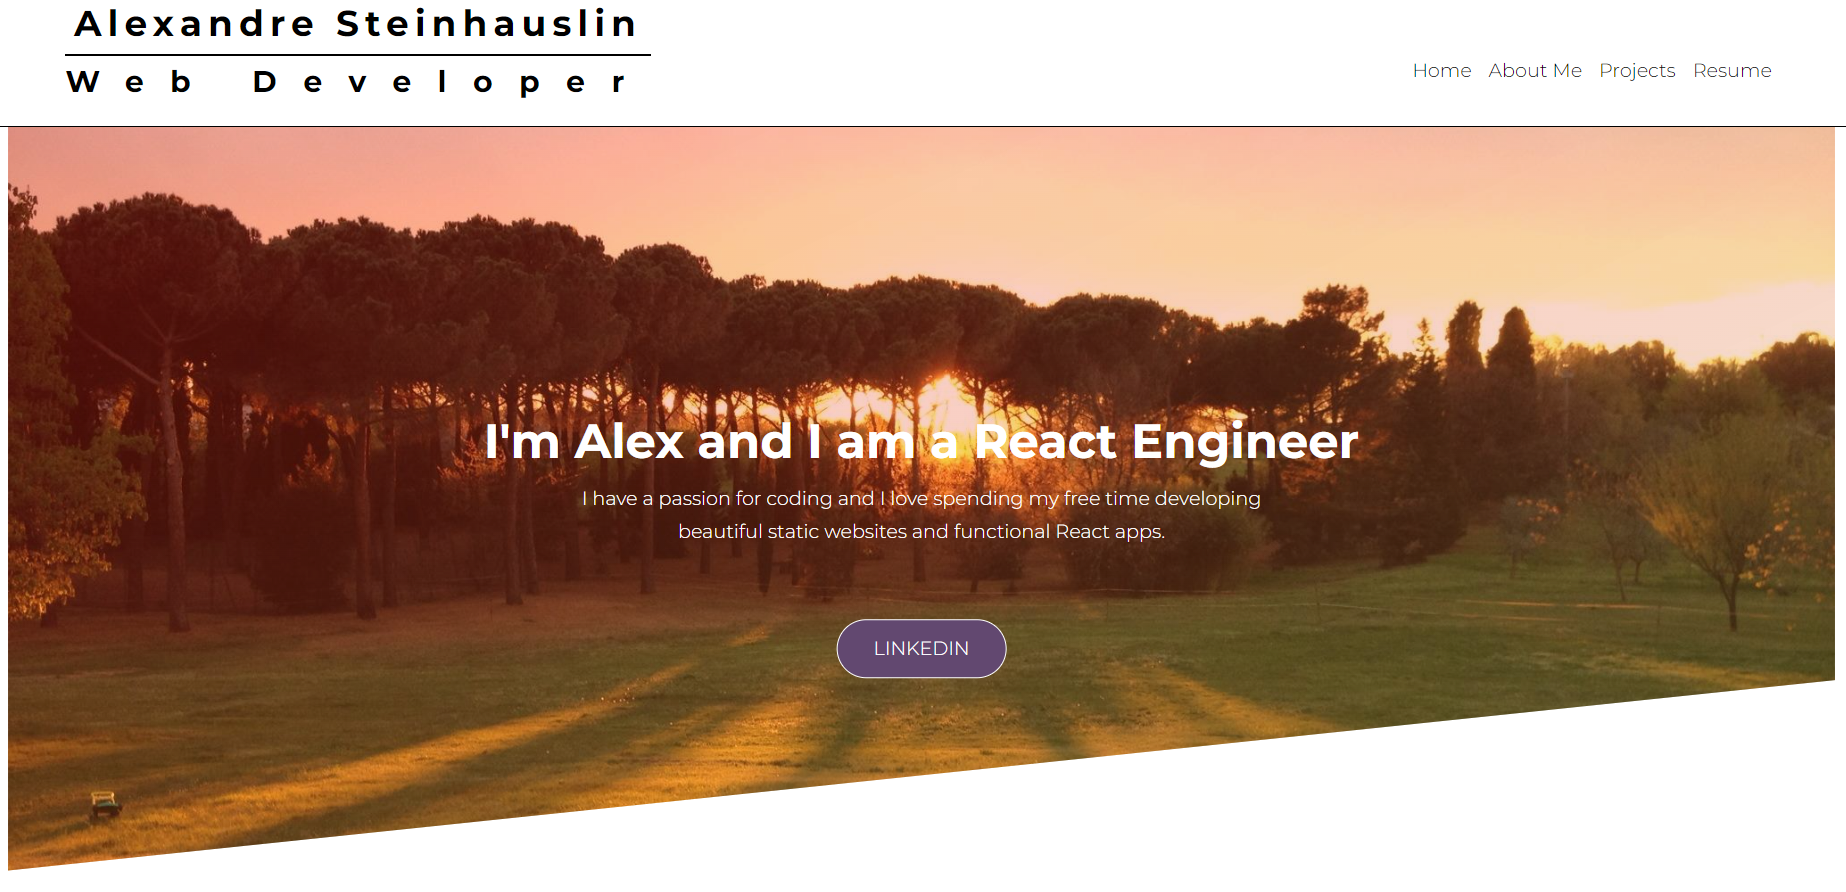 Alexandre Steinhauslin
Web Developer
Home About Me Projects Resume
I'm Alex and I am a React Engineer
I have a passion for coding and I love spending my free time developing
beautiful static websites and functional React apps.
LINKEDIN